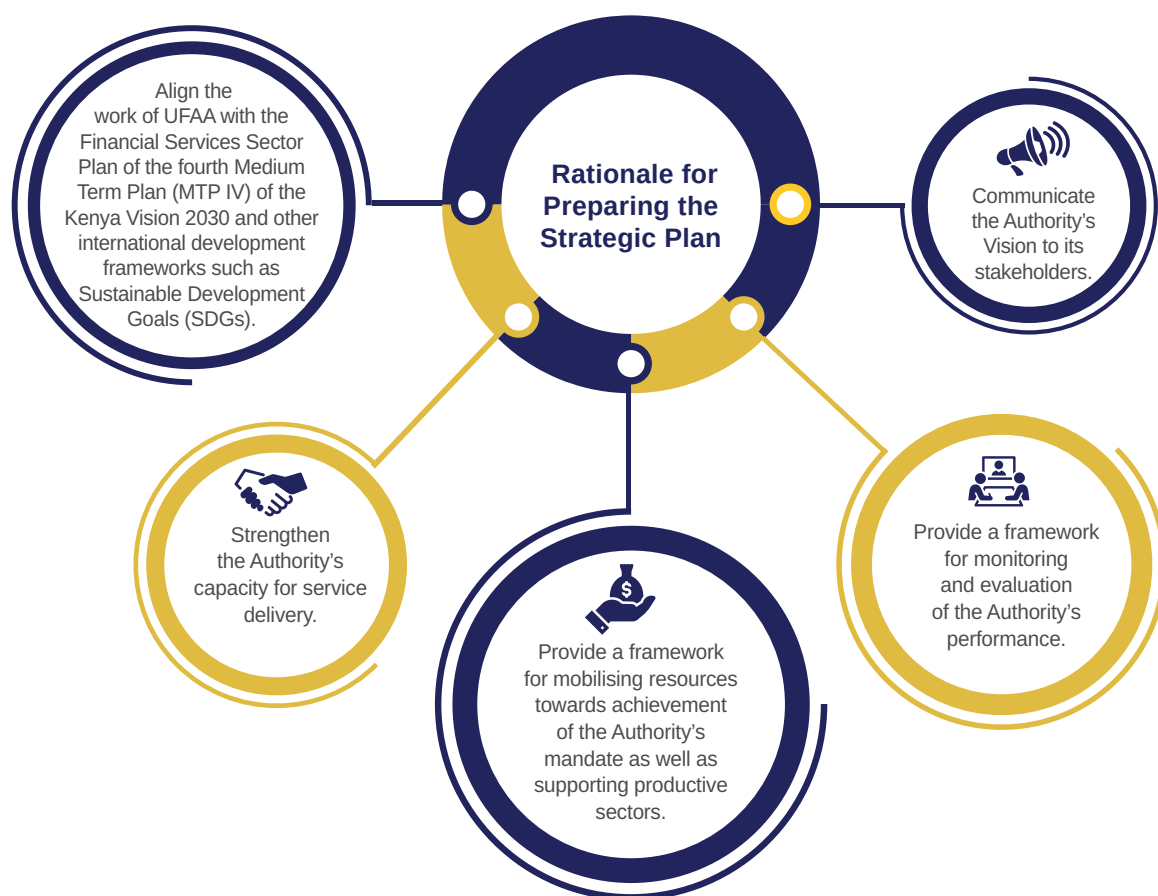 Rationale for
Preparing the
Strategic Plan
Align the
work of UFAA with the
Financial Services Sector
Plan of the fourth Medium
Term Plan (MTP IV) of the
Kenya Vision 2030 and other
international development
frameworks such as
Sustainable Development
Goals (SDGs).
Strengthen
the Authority’s
capacity for service
delivery.
$
Provide a framework
for mobilising resources
towards achievement
of the Authority’s
mandate as well as
supporting productive
sectors.
Provide a framework
for monitoring
and evaluation
of the Authority’s
performance.
Communicate
the Authority’s
Vision to its
stakeholders.